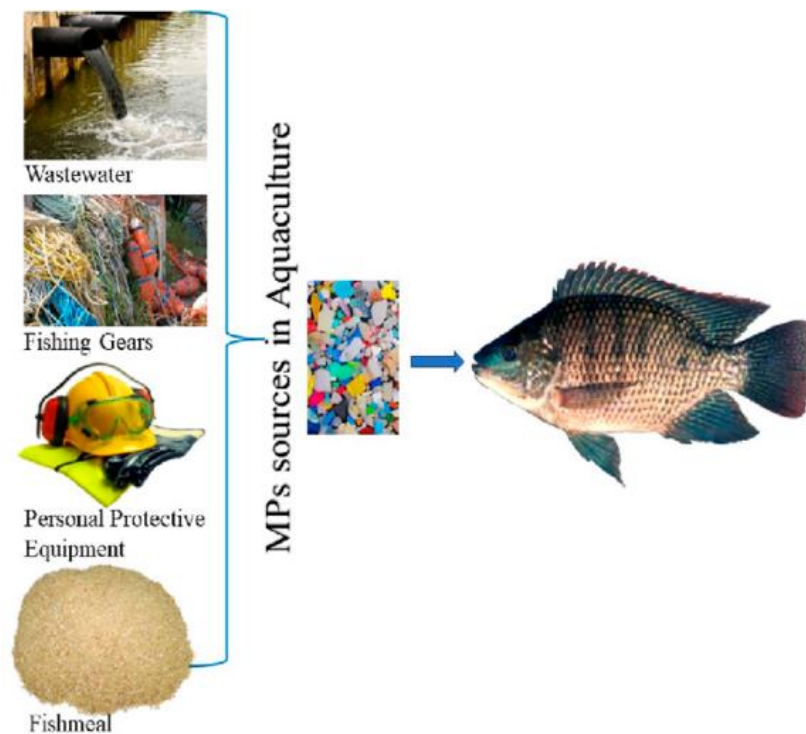 Wastewater
Fishing Gears
Personal Protective
Equipment
Fishmeal
MPs sources in Aquaculture